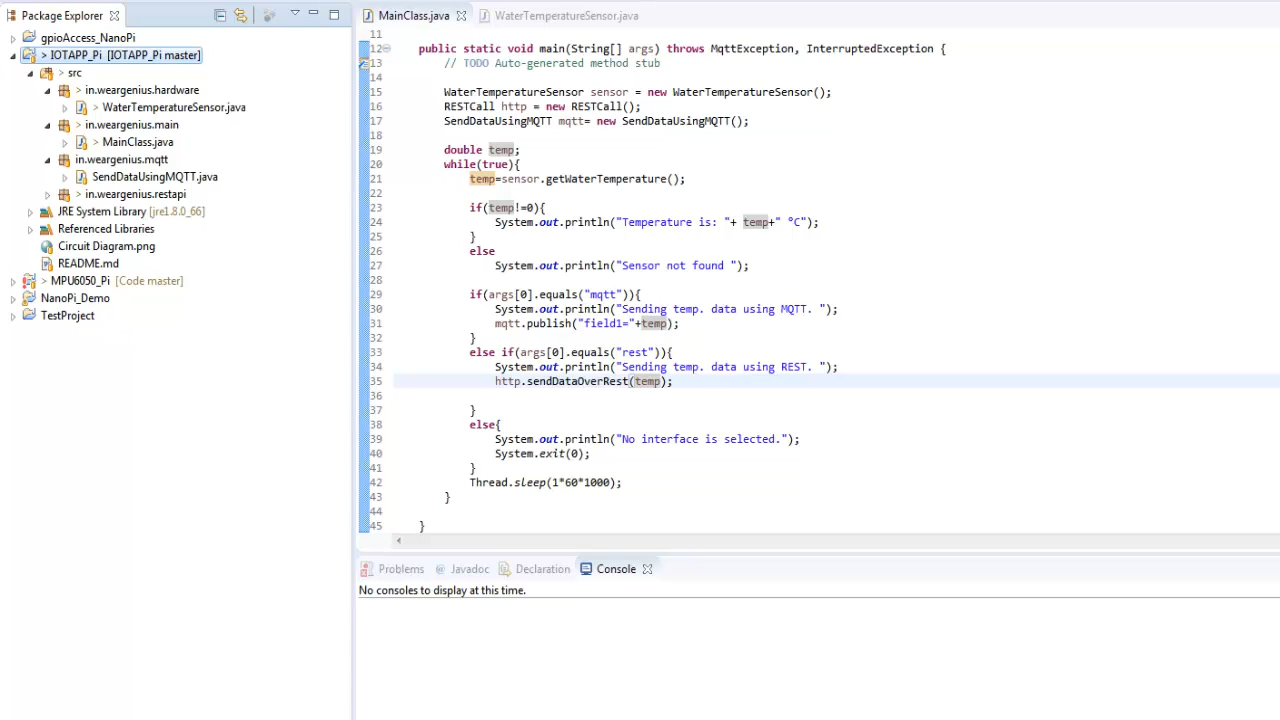 Package Explorer
gpioAccess_NanoPi
> IOTAPP_Pi [IOTAPP_Pi master]
> src
> in.weargenius.hardware
> WaterTemperatureSensor.java
> in.weargenius.main
> MainClass.java
in.weargenius.mqtt
SendDataUsingMQTT.java
> in.weargenius.restapi
JRE System Library [jre1.8.0_66]
Referenced Libraries
Circuit Diagram.png
README.md
> MPU6050_Pi [Code master]
NanoPi_Demo
TestProject
MainClass.java WaterTemperatureSensor.java
11
12 public static void main(String[] args) throws MqttException, InterruptedException {
13 // TODO Auto-generated method stub
14
15 WaterTemperatureSensor sensor = new WaterTemperatureSensor();
16 RESTCall http = new RESTCall();
17 SendDataUsingMQTT mqtt= new SendDataUsingMQTT();
18
19 double temp;
20 while(true){
21 temp=sensor.getWaterTemperature();
22
23 if(temp!=0){
24 System.out.println("Temperature is: "+ temp+" °C");
25 }
26 else
27 System.out.println("Sensor not found ");
28
29 if(args[0].equals("mqtt")){
30 System.out.println("Sending temp. data using MQTT. ");
31 mqtt.publish("field1="+temp);
32 }
33 else if(args[0].equals("rest")){
34 System.out.println("Sending temp. data using REST. ");
35 http.sendDataOverRest(temp);
36
37 }
38 else{
39 System.out.println("No interface is selected.");
40 System.exit(0);
41 }
42 Thread.sleep(1*60*1000);
43 }
44
45 }
Problems @ Javadoc Declaration Console
No consoles to display at this time.